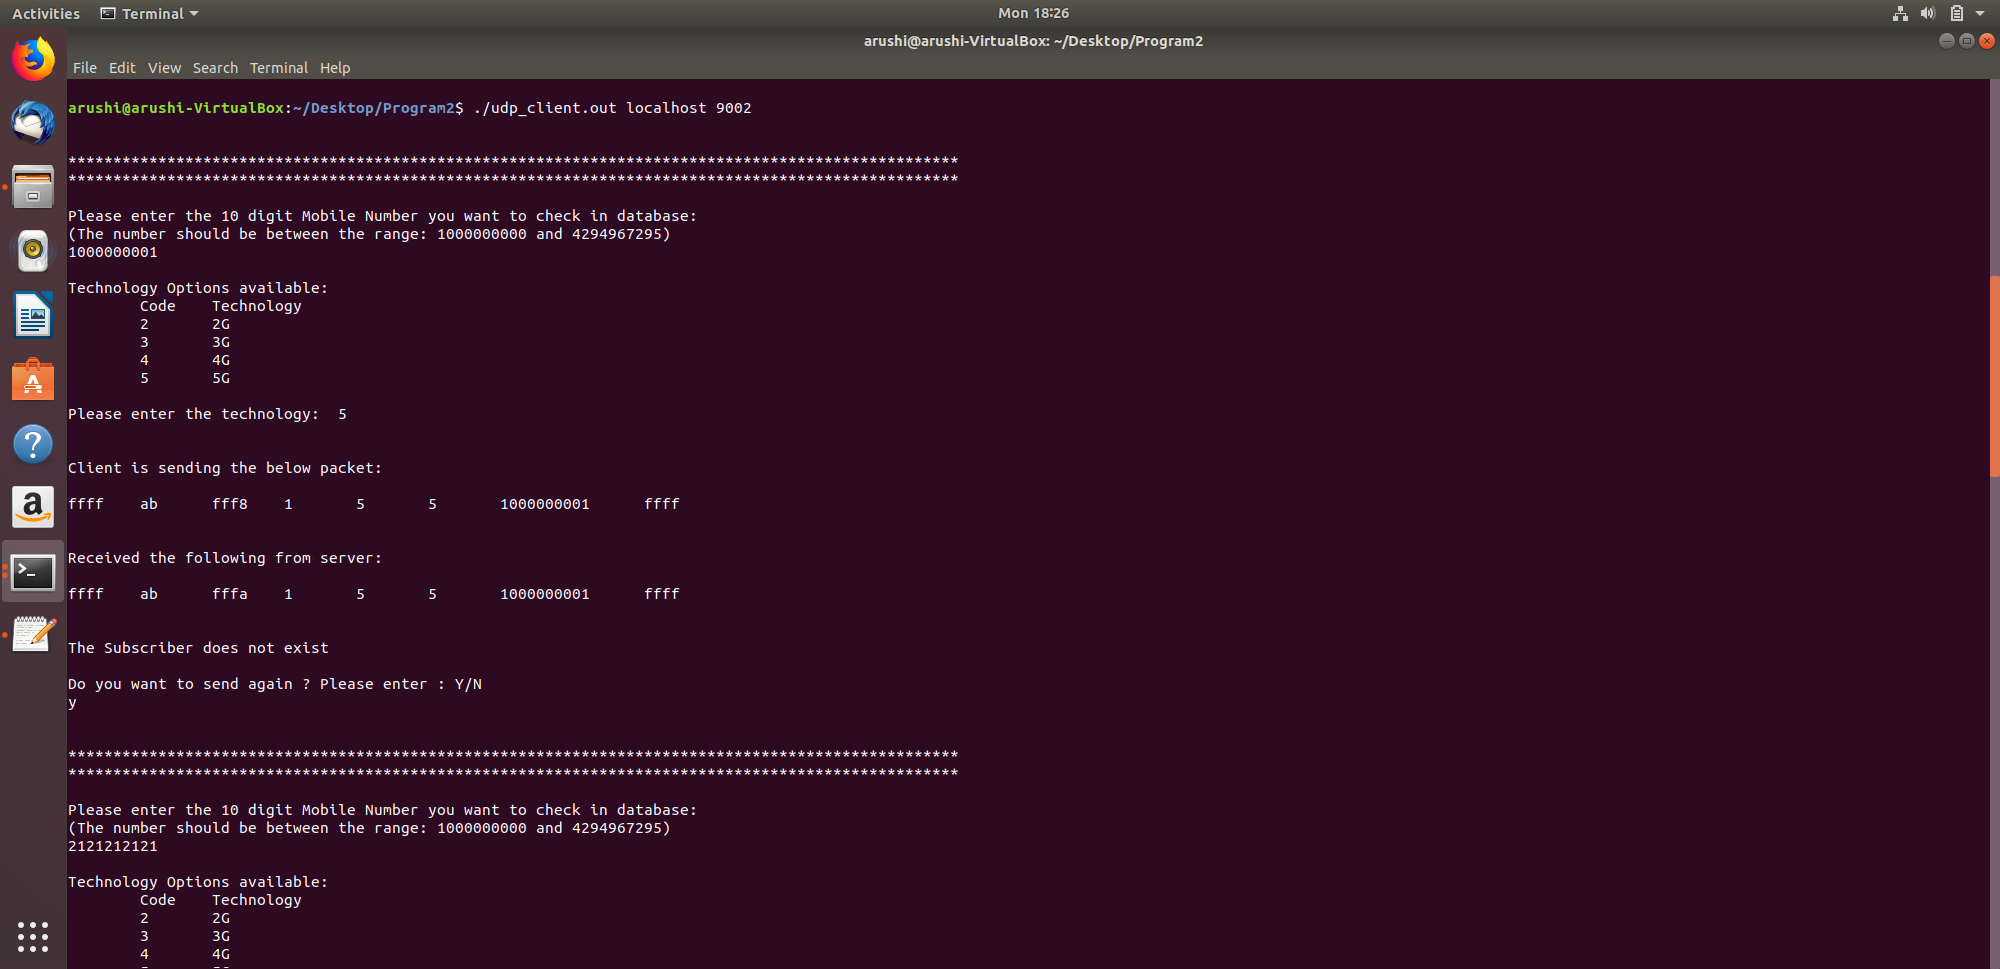 Activities Terminal Mon 18:26
arushi@arushi-VirtualBox: ~/Desktop/Program2
File Edit View Search Terminal Help
arushi@arushi-VirtualBox:~/Desktop/Program2$ ./udp_client.out localhost 9002
***************************************************************************************************
***************************************************************************************************
Please enter the 10 digit Mobile Number you want to check in database:
(The number should be between the range: 1000000000 and 4294967295)
1000000001
Technology Options available:
Code Technology
2 2G
3 3G
4 4G
5 5G
Please enter the technology: 5
Client is sending the below packet:
ffff ab fff8 1 5 5 1000000001 ffff
Received the following from server:
ffff ab fffa 1 5 5 1000000001 ffff
The Subscriber does not exist
Do you want to send again ? Please enter : Y/N
y
***************************************************************************************************
***************************************************************************************************
Please enter the 10 digit Mobile Number you want to check in database:
(The number should be between the range: 1000000000 and 4294967295)
2121212121
Technology Options available:
Code Technology
2 2G
3 3G
4 4G